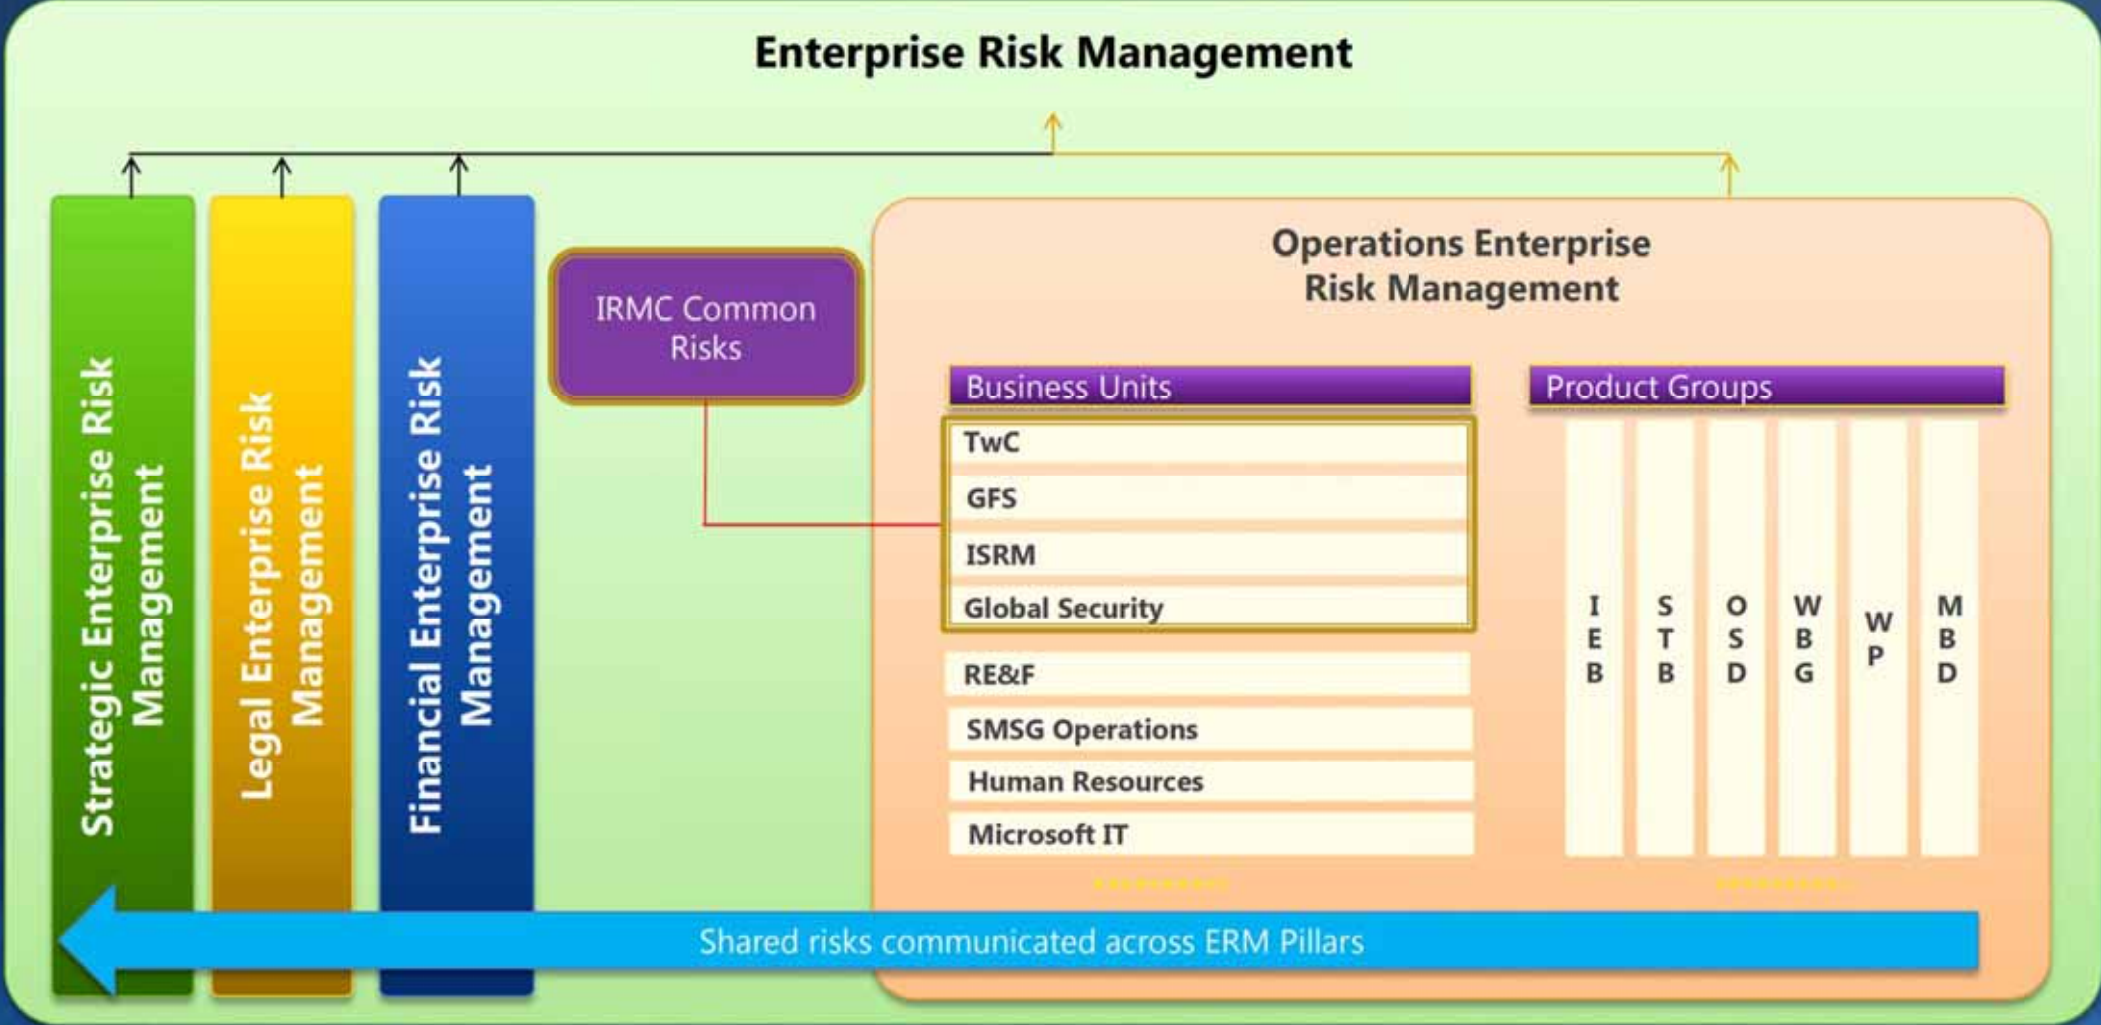 Enterprise Risk Management
Strategic Enterprise Risk
Management
Legal Enterprise Risk
Management
Financial Enterprise Risk
Management
IRMC Common
Risks
Operations Enterprise
Risk Management
Business Units
TwC
GFS
ISRM
Global Security
RE&F
SMSG Operations
Human Resources
Microsoft IT
Product Groups
IEB
STB
OSD
WBG
WP
MBD
Shared risks communicated across ERM Pillars